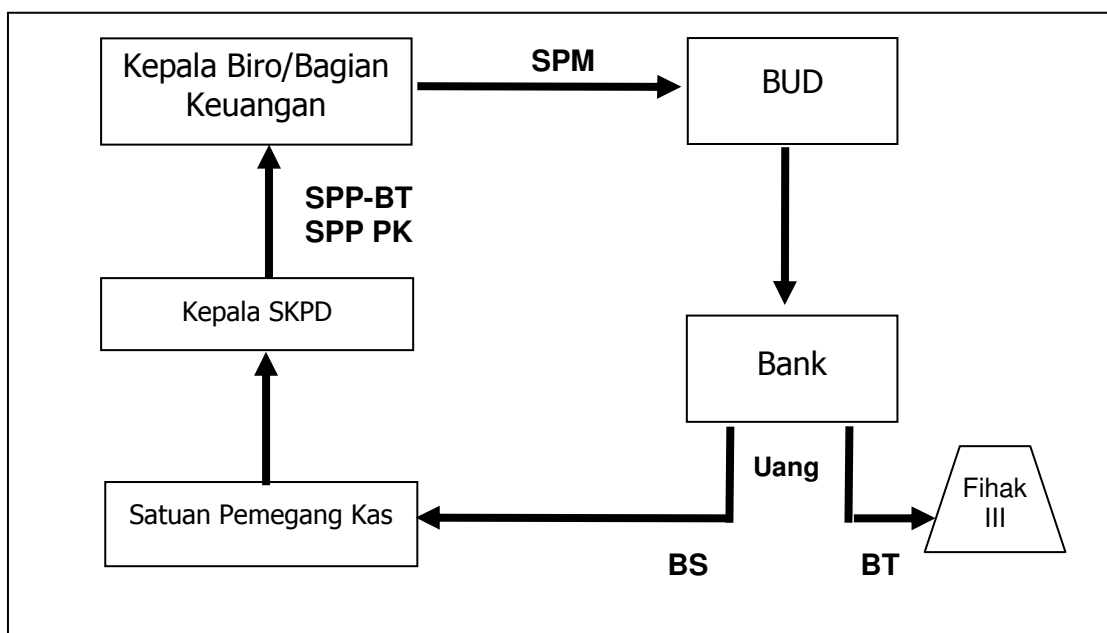 Kepala Biro/Bagian
Keuangan
SPM
BUD
SPP-BT
SPP PK
Kepala SKPD
Bank
Uang
Satuan Pemegang Kas
Fihak
III
BS
BT